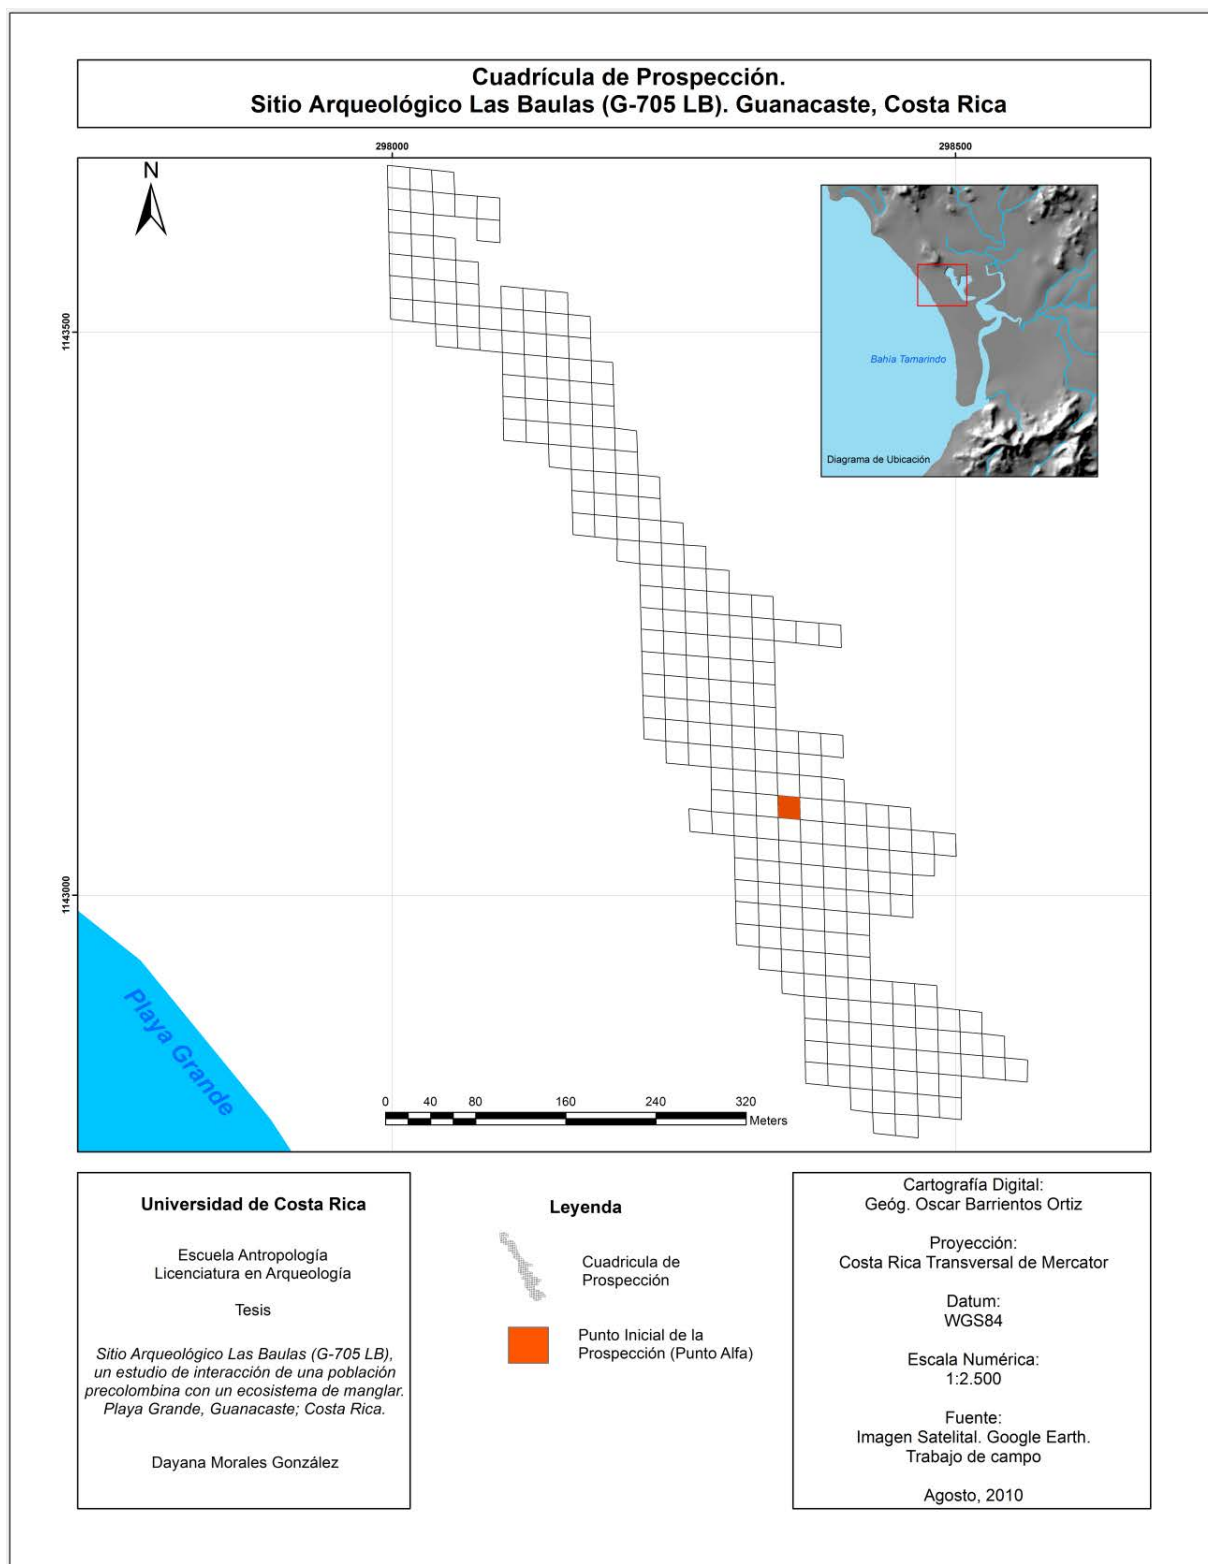 Cuadrícula de Prospección.
Sitio Arqueológico Las Baulas (G-705 LB). Guanacaste, Costa Rica
298000
298500
N
1143500
1143000
Bahía Tamarindo
Diagrama de Ubicación
Playa Grande
0 40 80 160 240 320
Meters
Universidad de Costa Rica
Escuela Antropología
Licenciatura en Arqueología
Tesis
Sitio Arqueológico Las Baulas (G-705 LB),
un estudio de interacción de una población
precolombina con un ecosistema de manglar.
Playa Grande, Guanacaste; Costa Rica.
Dayana Morales González
Leyenda
Cuadricula de
Prospección
Punto Inicial de la
Prospección (Punto Alfa)
Cartografía Digital:
Geóg. Oscar Barrientos Ortiz
Proyección:
Costa Rica Transversal de Mercator
Datum:
WGS84
Escala Numérica:
1:2.500
Fuente:
Imagen Satelital. Google Earth.
Trabajo de campo
Agosto, 2010